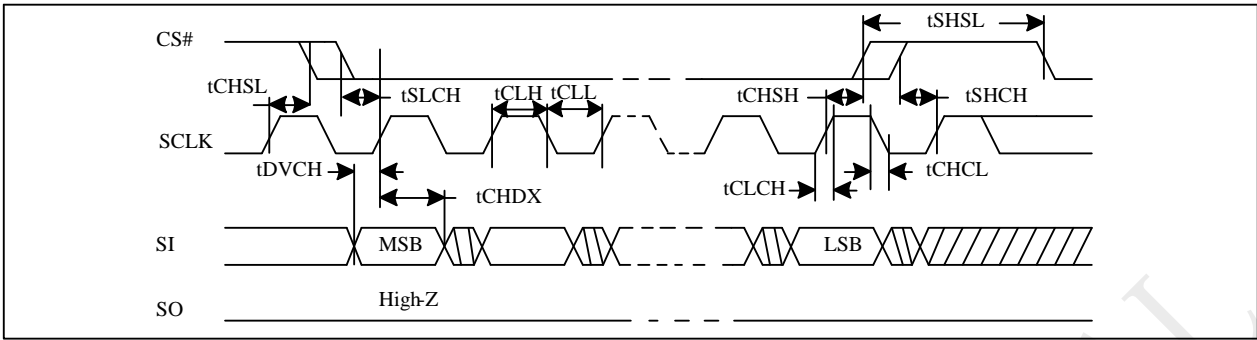 tSHSL
CS#
tCHSL
tSLCH
tCLH
tCLL
tCHSH
tSHCH
SCLK
tDVCH
tCHDX
tCLCH
tCHCL
SI
MSB
LSB
SO
High-Z